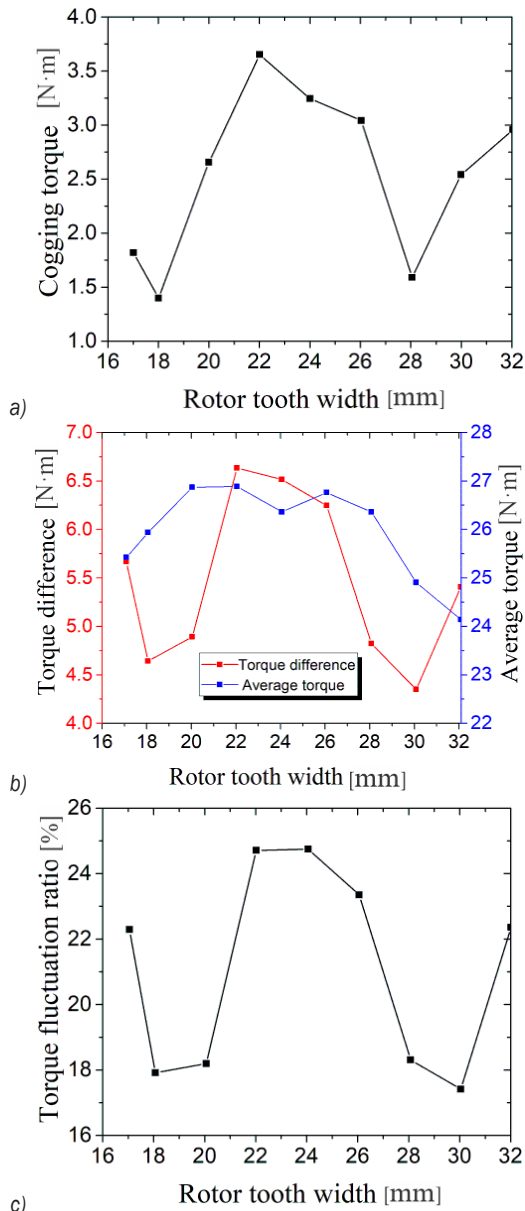 4.0
3.5
3.0
2.5
2.0
1.5
1.0
Cogging torque [N·m]
16 18 20 22 24 26 28 30 32
Rotor tooth width [mm]
a)
7.0 28
6.5 27
6.0 26
5.5 25
5.0 24
4.5 23
4.0 22
Torque difference [N·m]
Average torque [N·m]
Torque difference
Average torque
16 18 20 22 24 26 28 30 32
Rotor tooth width [mm]
b)
26
24
22
20
18
16
Torque fluctuation ratio [%]
16 18 20 22 24 26 28 30 32
Rotor tooth width [mm]
c)